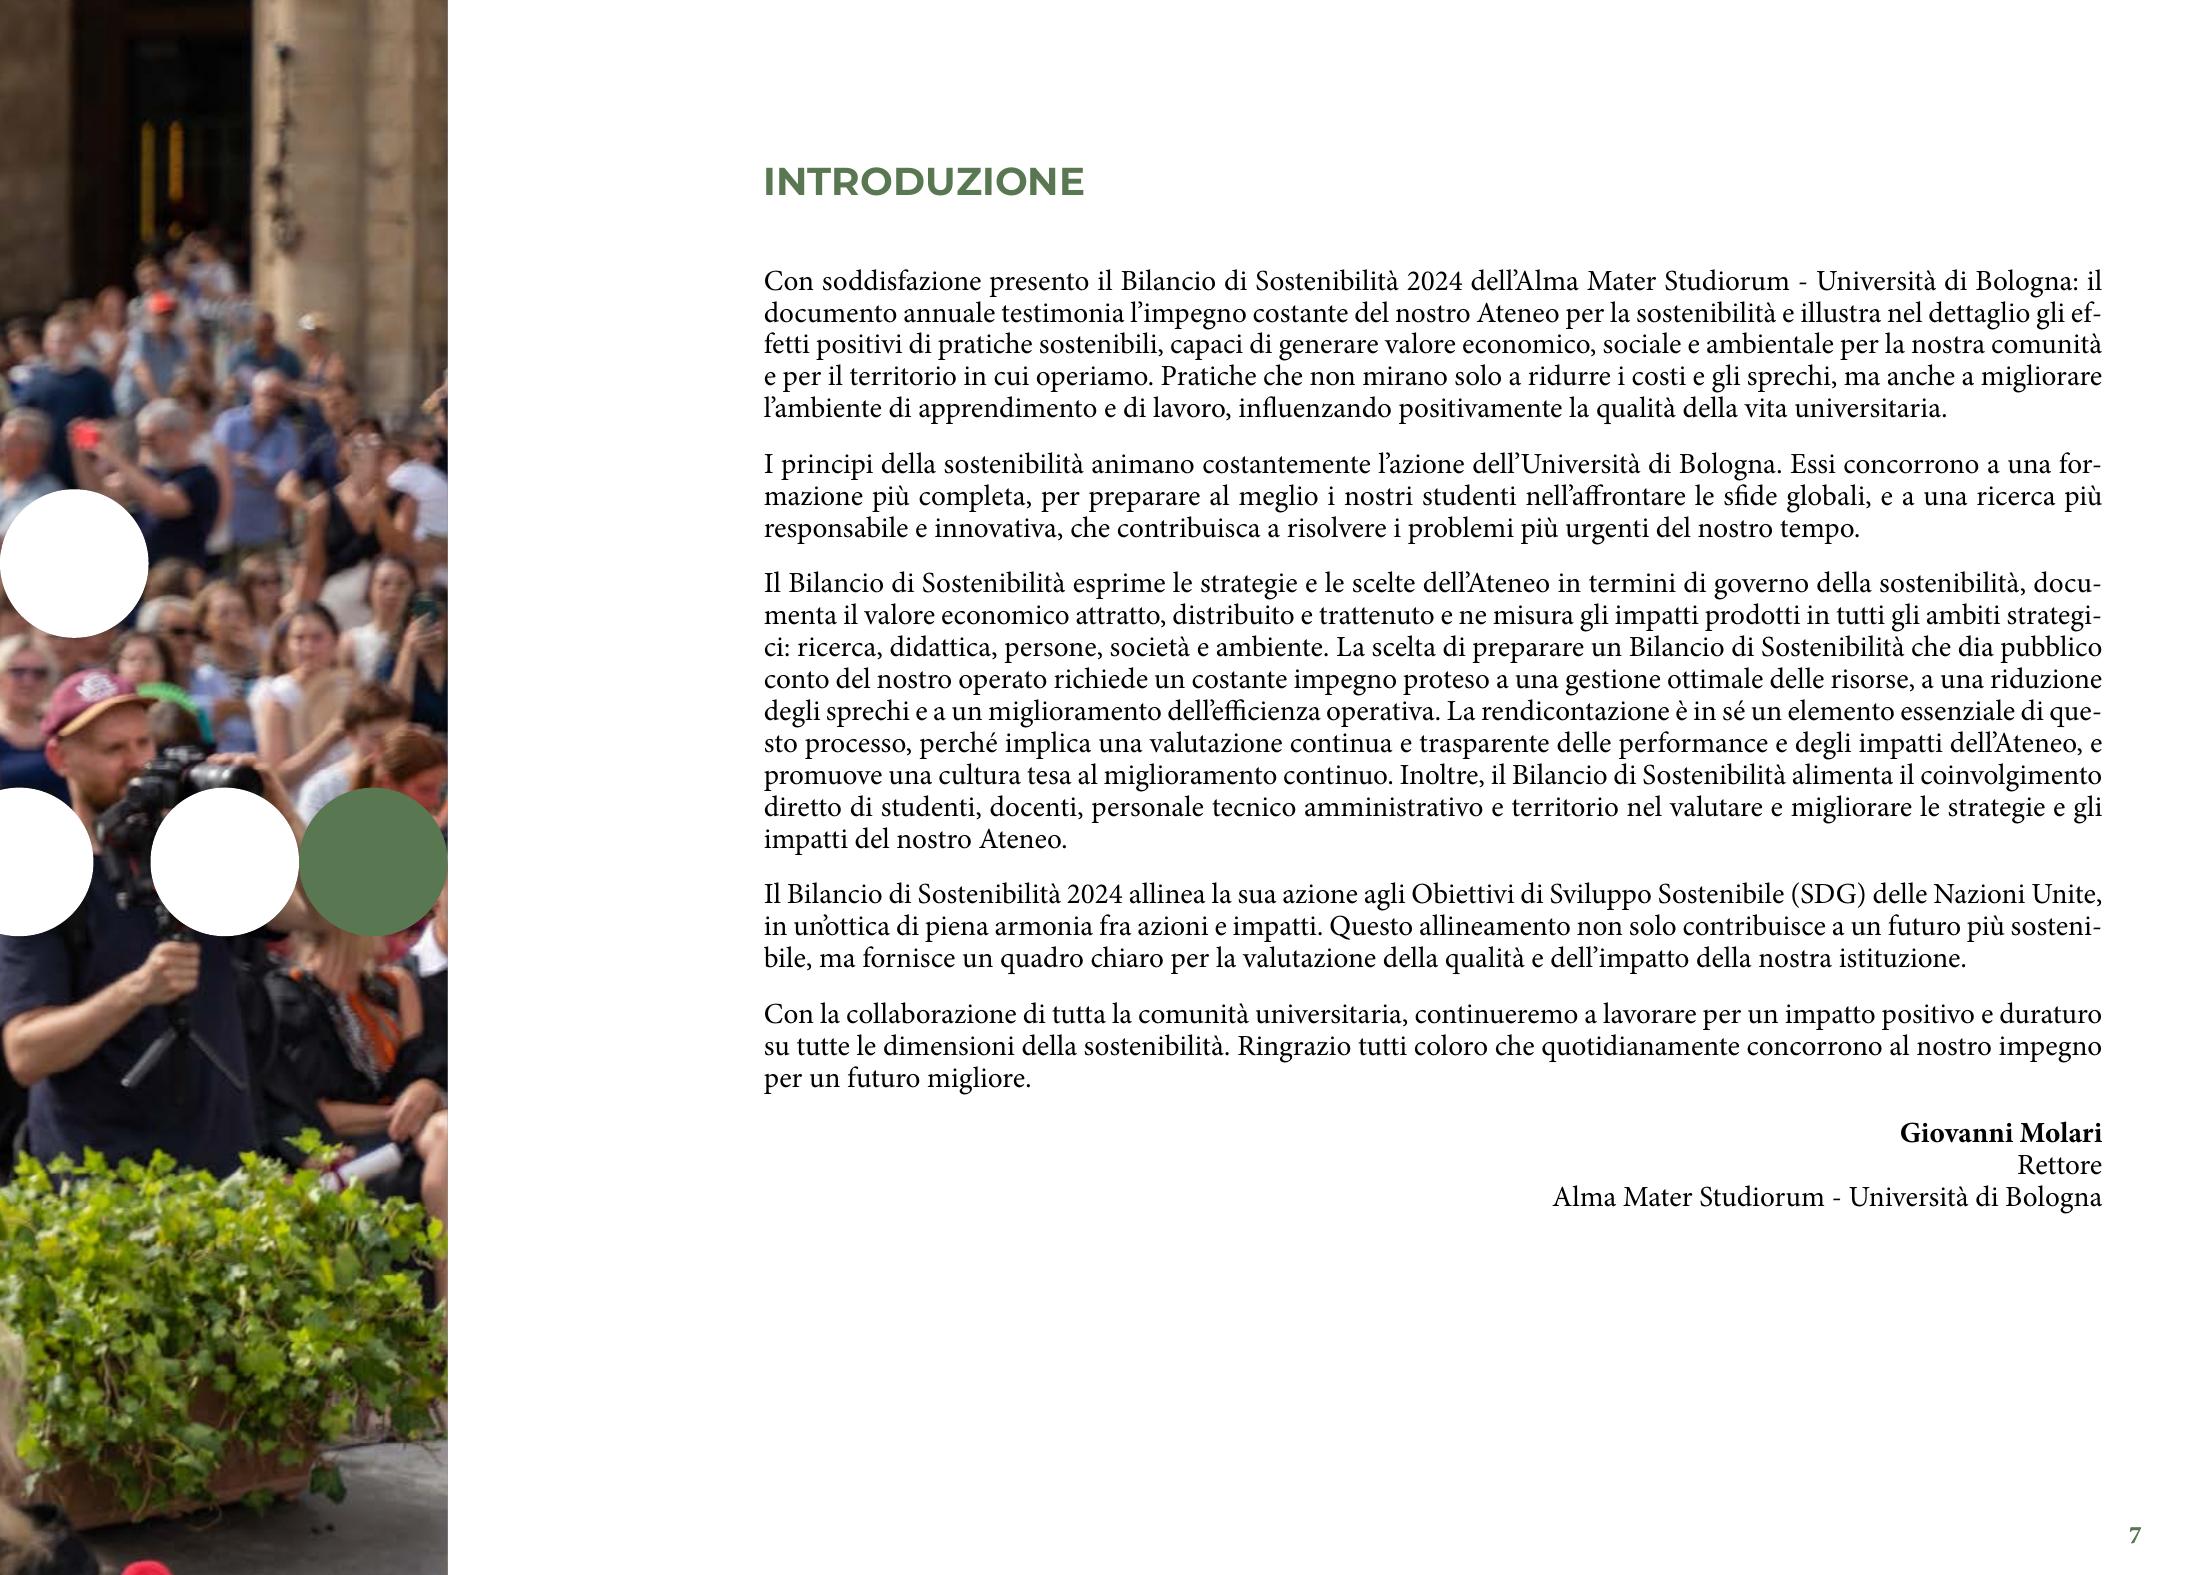 INTRODUZIONE
Con soddisfazione presento il Bilancio di Sostenibilità 2024 dell’Alma Mater Studiorum - Università di Bologna: il
documento annuale testimonia l’impegno costante del nostro Ateneo per la sostenibilità e illustra nel dettaglio gli ef-
fetti positivi di pratiche sostenibili, capaci di generare valore economico, sociale e ambientale per la nostra comunità
e per il territorio in cui operiamo. Pratiche che non mirano solo a ridurre i costi e gli sprechi, ma anche a migliorare
l’ambiente di apprendimento e di lavoro, influenzando positivamente la qualità della vita universitaria.
I principi della sostenibilità animano costantemente l’azione dell’Università di Bologna. Essi concorrono a una for-
mazione più completa, per preparare al meglio i nostri studenti nell’affrontare le sfide globali, e a una ricerca più
responsabile e innovativa, che contribuisca a risolvere i problemi più urgenti del nostro tempo.
Il Bilancio di Sostenibilità esprime le strategie e le scelte dell’Ateneo in termini di governo della sostenibilità, docu-
menta il valore economico attratto, distribuito e trattenuto e ne misura gli impatti prodotti in tutti gli ambiti strategi-
ci: ricerca, didattica, persone, società e ambiente. La scelta di preparare un Bilancio di Sostenibilità che dia pubblico
conto del nostro operato richiede un costante impegno proteso a una gestione ottimale delle risorse, a una riduzione
degli sprechi e a un miglioramento dell’efficienza operativa. La rendicontazione è in sé un elemento essenziale di que-
sto processo, perché implica una valutazione continua e trasparente delle performance e degli impatti dell’Ateneo, e
promuove una cultura tesa al miglioramento continuo. Inoltre, il Bilancio di Sostenibilità alimenta il coinvolgimento
diretto di studenti, docenti, personale tecnico amministrativo e territorio nel valutare e migliorare le strategie e gli
impatti del nostro Ateneo.
Il Bilancio di Sostenibilità 2024 allinea la sua azione agli Obiettivi di Sviluppo Sostenibile (SDG) delle Nazioni Unite,
in un’ottica di piena armonia fra azioni e impatti. Questo allineamento non solo contribuisce a un futuro più sosteni-
bile, ma fornisce un quadro chiaro per la valutazione della qualità e dell’impatto della nostra istituzione.
Con la collaborazione di tutta la comunità universitaria, continueremo a lavorare per un impatto positivo e duraturo
su tutte le dimensioni della sostenibilità. Ringrazio tutti coloro che quotidianamente concorrono al nostro impegno
per un futuro migliore.
Giovanni Molari
Rettore
Alma Mater Studiorum - Università di Bologna
7